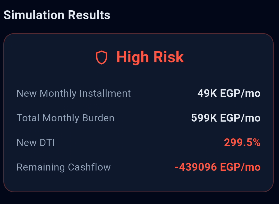 Simulation Results
High Risk
New Monthly Installment 49K EGP/mo
Total Monthly Burden 599K EGP/mo
New DTI 299.5%
Remaining Cashflow -439096 EGP/mo